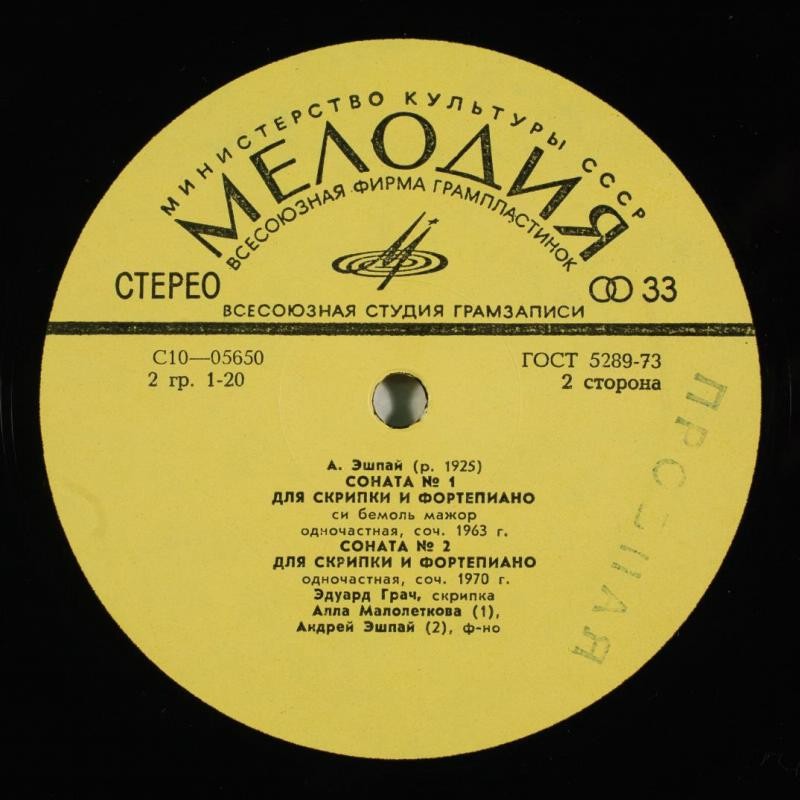 МИНИСТЕРСТВО КУЛЬТУРЫ СССР
МЕЛОДИЯ
ВСЕСОЮЗНАЯ ФИРМА ГРАМПЛАСТИНОК
СТЕРЕО
33
ВСЕСОЮЗНАЯ СТУДИЯ ГРАМЗАПИСИ
С10—05650
ГОСТ 5289-73
2 гр. 1-20
2 сторона
А. Эшпай (р. 1925)
СОНАТА № 1
ДЛЯ СКРИПКИ И ФОРТЕПИАНО
си бемоль мажор
одночастная, соч. 1963 г.
СОНАТА № 2
ДЛЯ СКРИПКИ И ФОРТЕПИАНО
одночастная, соч. 1970 г.
Эдуард Грач, скрипка
Алла Малолеткова (1),
Андрей Эшпай (2), ф-но